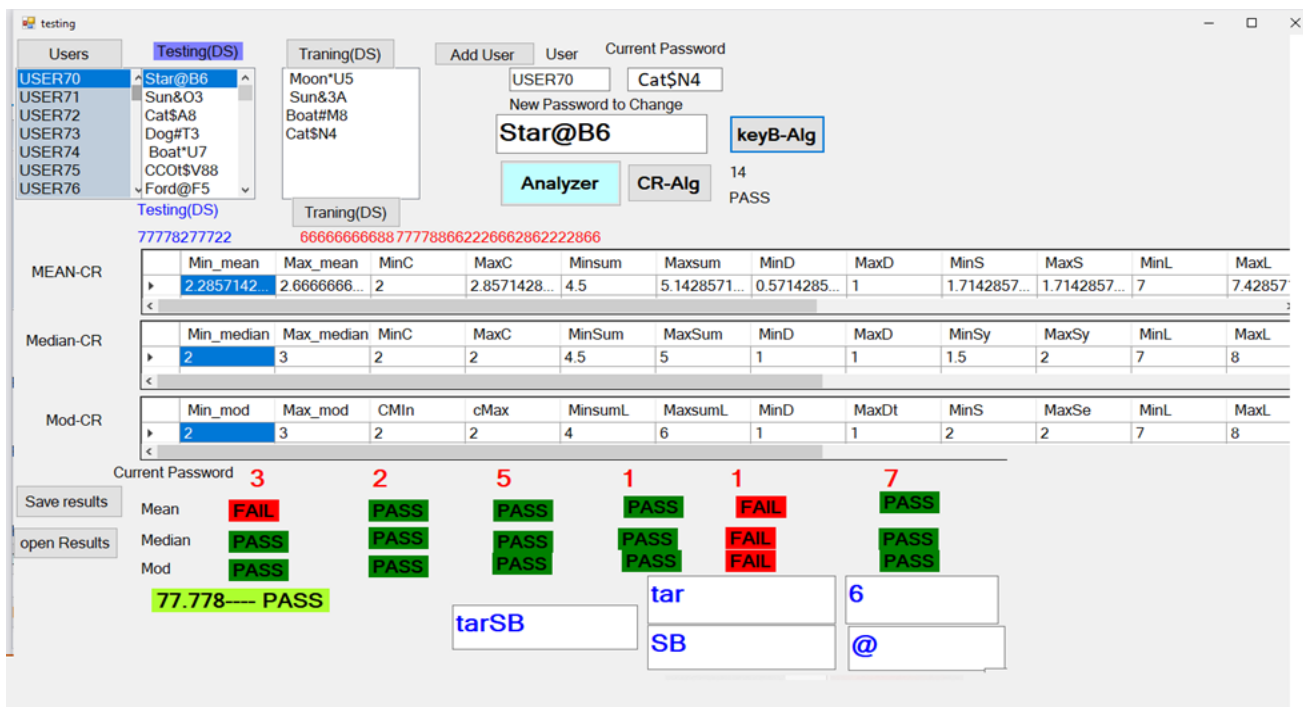 testing
Users Testing(DS) Traning(DS) Add User User Current Password
USER70 Star@B6 Moon*U5 USER70 Cat$N4
USER71 Sun&O3 Sun&3A New Password to Change
USER72 Cat$A8 Boat#M8 Star@B6 keyB-Alg
USER73 Dog#T3 Cat$N4
USER74 Boat*U7
USER75 CCOt$V88 Analyzer CR-Alg 14
USER76 Ford@F5 PASS
Testing(DS) Traning(DS)
77778277722 66666666688777788662226662862222866
MEAN-CR
Min_mean Max_mean MinC MaxC Minsum Maxsum MinD MaxD MinS MaxS MinL MaxL
2.2857142... 2.6666666... 2 2.8571428... 4.5 5.1428571... 0.5714285... 1 1.7142857... 1.7142857... 7 7.42857
Median-CR
Min_median Max_median MinC MaxC MinSum MaxSum MinD MaxD MinSy MaxSy MinL MaxL
2 3 2 2 4.5 5 1 1 1.5 2 7 8
Mod-CR
Min_mod Max_mod CMIn cMax MinsumL MaxsumL MinD MaxDt MinS MaxSe MinL MaxL
2 3 2 2 4 6 1 1 2 2 7 8
Current Password 3 2 5 1 1 7
Save results Mean FAIL PASS PASS PASS FAIL PASS
open Results Median PASS PASS PASS PASS FAIL PASS
Mod PASS PASS PASS PASS FAIL PASS
77.778---- PASS
tar 6
tarSB
SB @